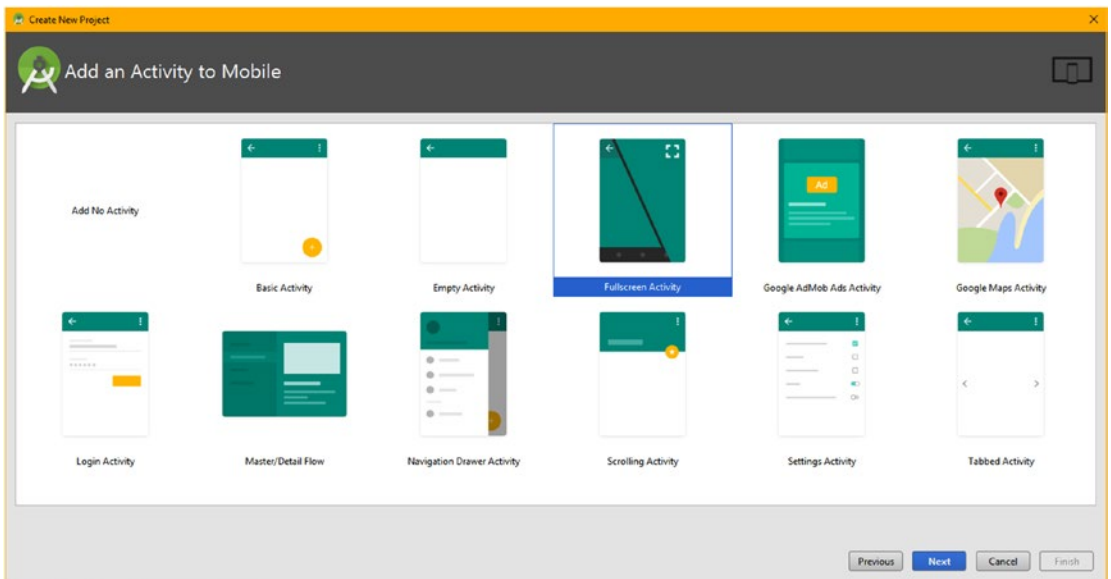 Create New Project
Add an Activity to Mobile
Add No Activity
Basic Activity
Empty Activity
Fullscreen Activity
Ad
Google AdMob Ads Activity
Google Maps Activity
Login Activity
Master/Detail Flow
Navigation Drawer Activity
Scrolling Activity
Settings Activity
Tabbed Activity
Previous
Next
Cancel
Finish